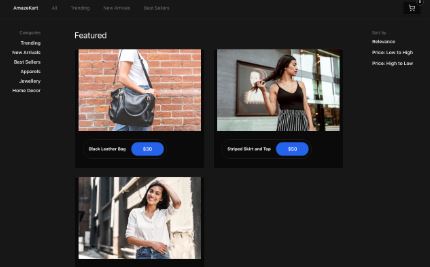 AmazeKart All Trending New Arrivals Best Sellers
Categories
Trending
New Arrivals
Best Sellers
Apparels
Jewellery
Home Decor
Featured
Black Leather Bag $30
Striped Skirt and Top $50
Sort by
Relevance
Price: Low to High
Price: High to Low